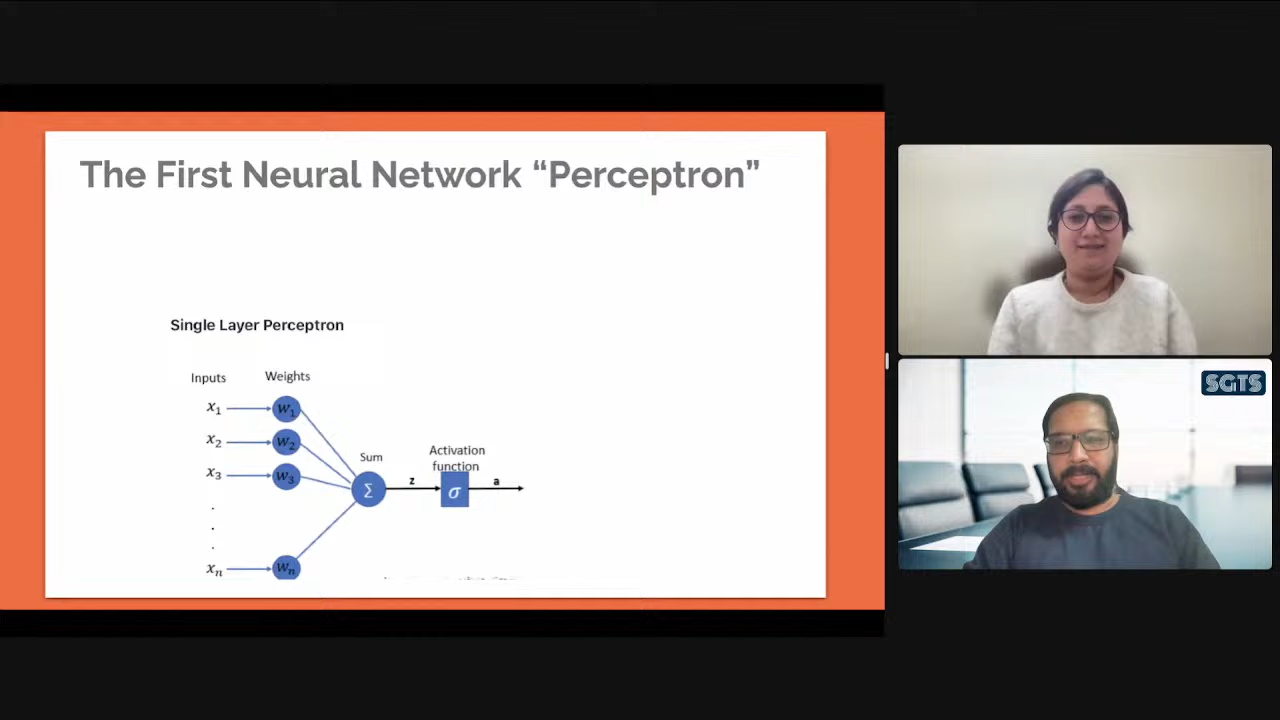 The First Neural Network “Perceptron”
Single Layer Perceptron
Inputs
Weights
x₁
w₁
x₂
w₂
x₃
w₃
.
.
.
xₙ
wₙ
Sum
Σ
z
Activation
function
σ
a
SGTS